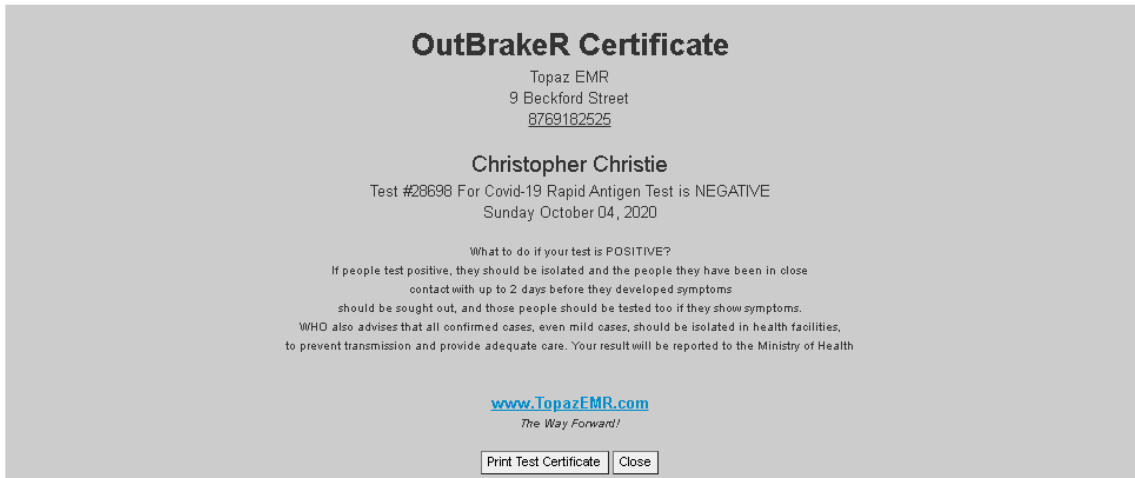 OutBrakeR Certificate
Topaz EMR
9 Beckford Street
8769182525
Christopher Christie
Test #28698 For Covid-19 Rapid Antigen Test is NEGATIVE
Sunday October 04, 2020
What to do if your test is POSITIVE?
If people test positive, they should be isolated and the people they have been in close
contact with up to 2 days before they developed symptoms
should be sought out, and those people should be tested too if they show symptoms.
WHO also advises that all confirmed cases, even mild cases, should be isolated in health facilities,
to prevent transmission and provide adequate care. Your result will be reported to the Ministry of Health
www.TopazEMR.com
The Way Forward!
Print Test Certificate Close